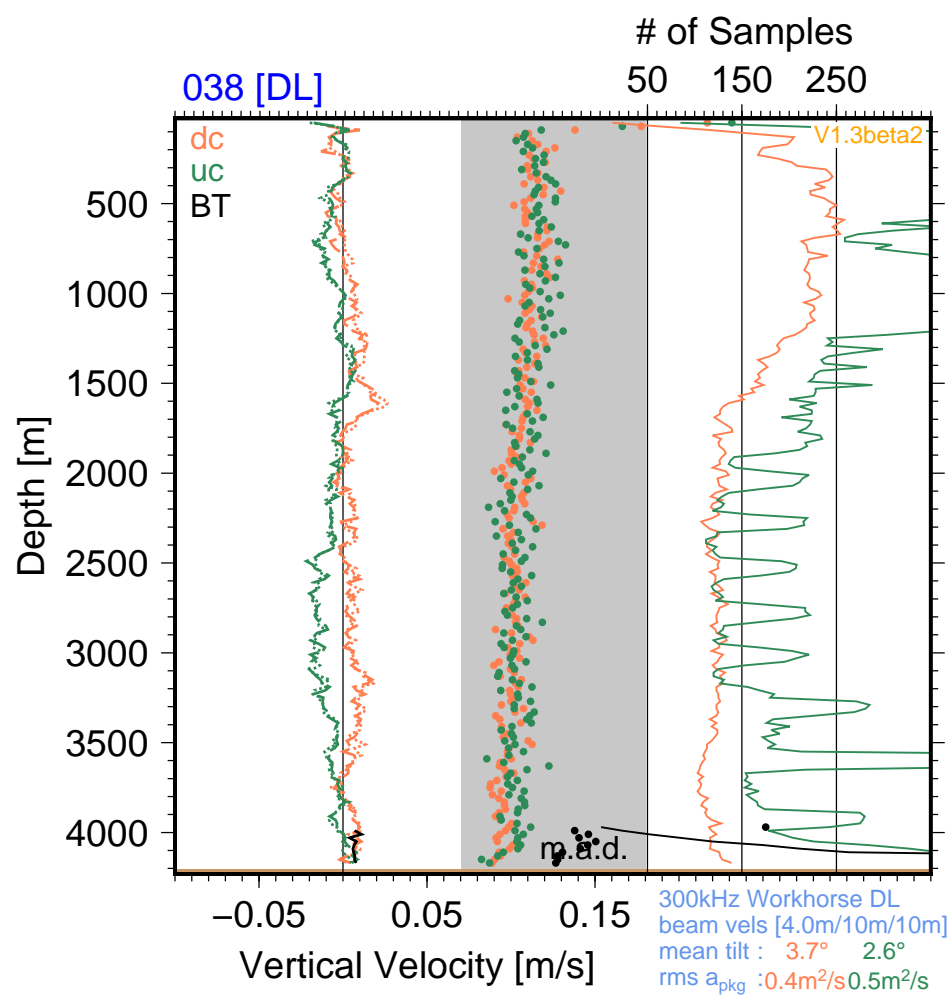 # of Samples
50 150 250
038 [DL]
dc
uc
BT
V1.3beta2
500
1000
1500
2000
2500
3000
3500
4000
Depth [m]
m.a.d.
−0.05 0.05 0.15
Vertical Velocity [m/s]
300kHz Workhorse DL
beam vels [4.0m/10m/10m]
mean tilt : 3.7° 2.6°
rms a_pkg :0.4m²/s 0.5m²/s